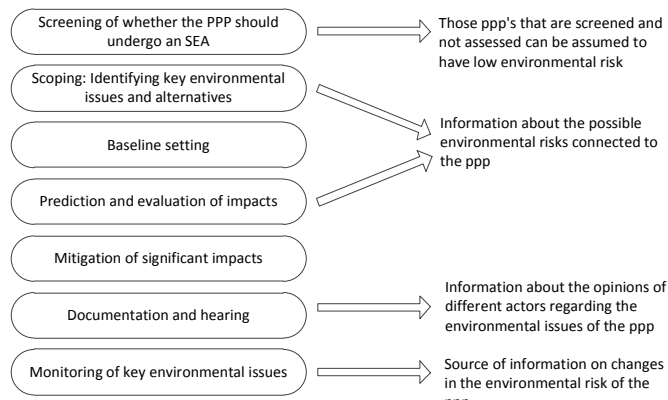 Screening of whether the PPP should
undergo an SEA
Those ppp's that are screened and
not assessed can be assumed to
have low environmental risk
Scoping: Identifying key environmental
issues and alternatives
Baseline setting
Information about the possible
environmental risks connected to
the ppp
Prediction and evaluation of impacts
Mitigation of significant impacts
Documentation and hearing
Information about the opinions of
different actors regarding the
environmental issues of the ppp
Monitoring of key environmental issues
Source of information on changes
in the environmental risk of the